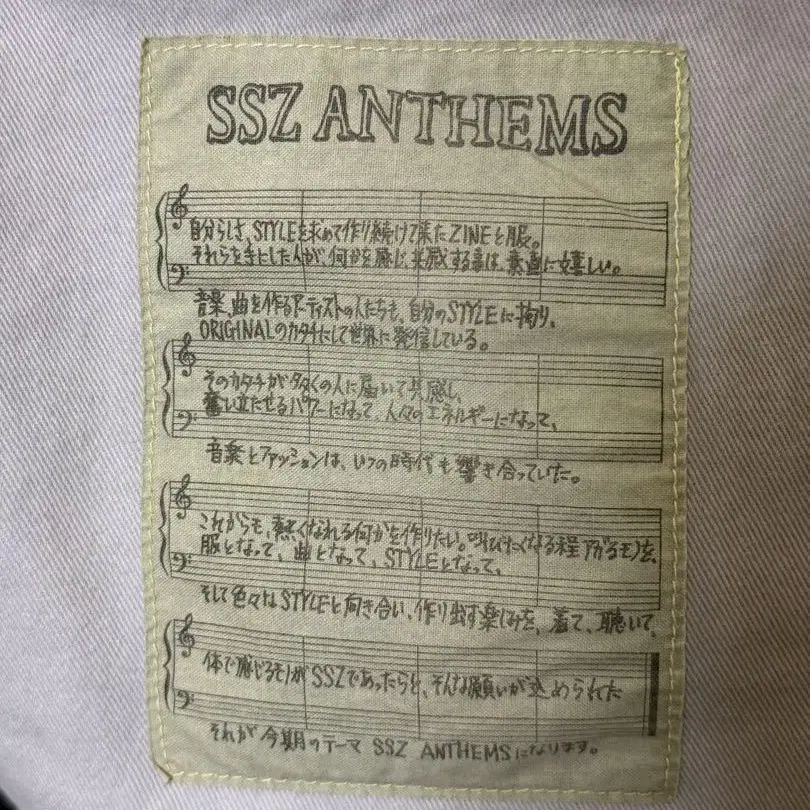 SSZ ANTHEMS
自分らしさ、STYLEを求めて作り続けて来たZINEと服。
それらを手にした人が、何かを感じ、共感する事は、素直に嬉しい。
音楽、曲を作るアーティストの人たちも、自分のSTYLEに拘り、
ORIGINALのカタチにして世界に発信している。
そのカタチが多くの人に届いて共感し、
奮い立たせるパワーになって、人々のエネルギーになって、
音楽とファッションは、いつの時代も響き合っていた。
これからも、熱くなれる何かを作りたい。叫びたくなる程アガるモノを、
服となって、曲となって、STYLEとなって、
そして色々なSTYLEと向き合い、作り出す楽しみを、着て、聴いて、
体で感じるモノがSSZであったらと、そんな願いが込められた
それが今期のテーマ SSZ ANTHEMSになります。